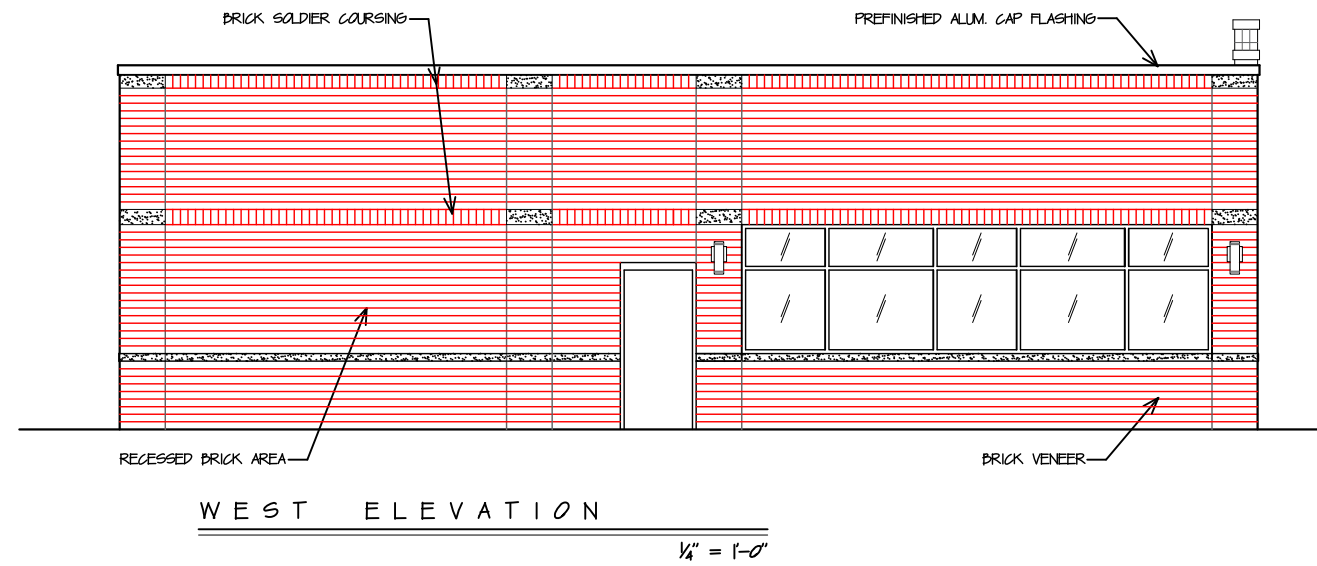 BRICK SOLDIER COURSING
PREFINISHED ALUM. CAP FLASHING
RECESSED BRICK AREA
BRICK VENEER
WEST ELEVATION
1/4" = 1'-0"